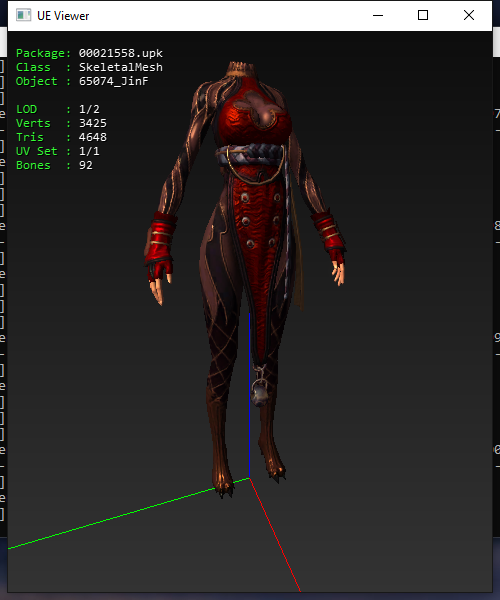 UE Viewer
Package: 00021558.upk
Class : SkeletalMesh
Object : 65074_JinF
LOD : 1/2
Verts : 3425
Tris : 4648
UV Set : 1/1
Bones : 92